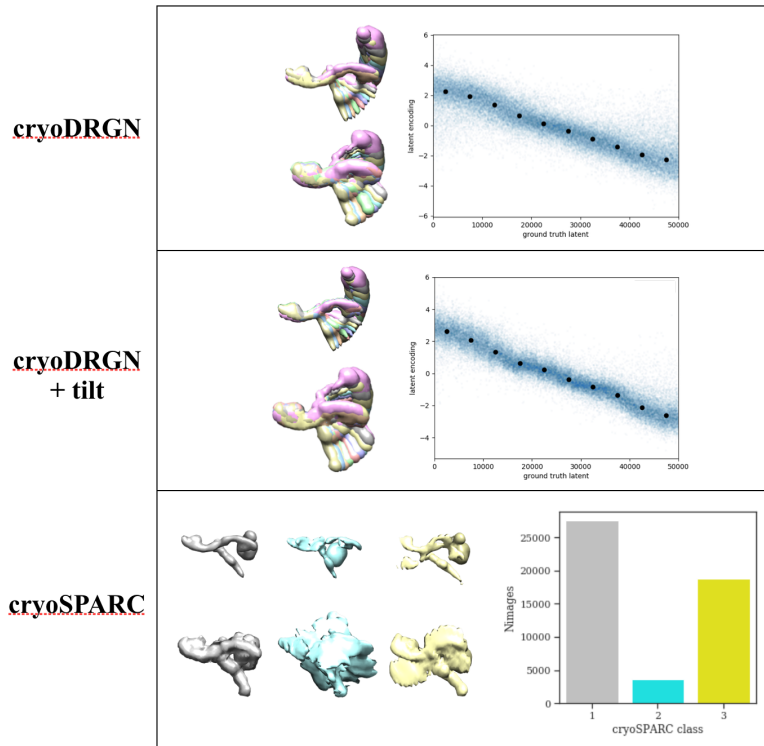 cryoDRGN
6
4
2
0
−2
−4
−6
latent encoding
0 10000 20000 30000 40000 50000
ground truth latent
cryoDRGN
+ tilt
6
4
2
0
−2
−4
latent encoding
0 10000 20000 30000 40000 50000
ground truth latent
cryoSPARC
25000
20000
15000
10000
5000
0
Nimages
1 2 3
cryoSPARC class